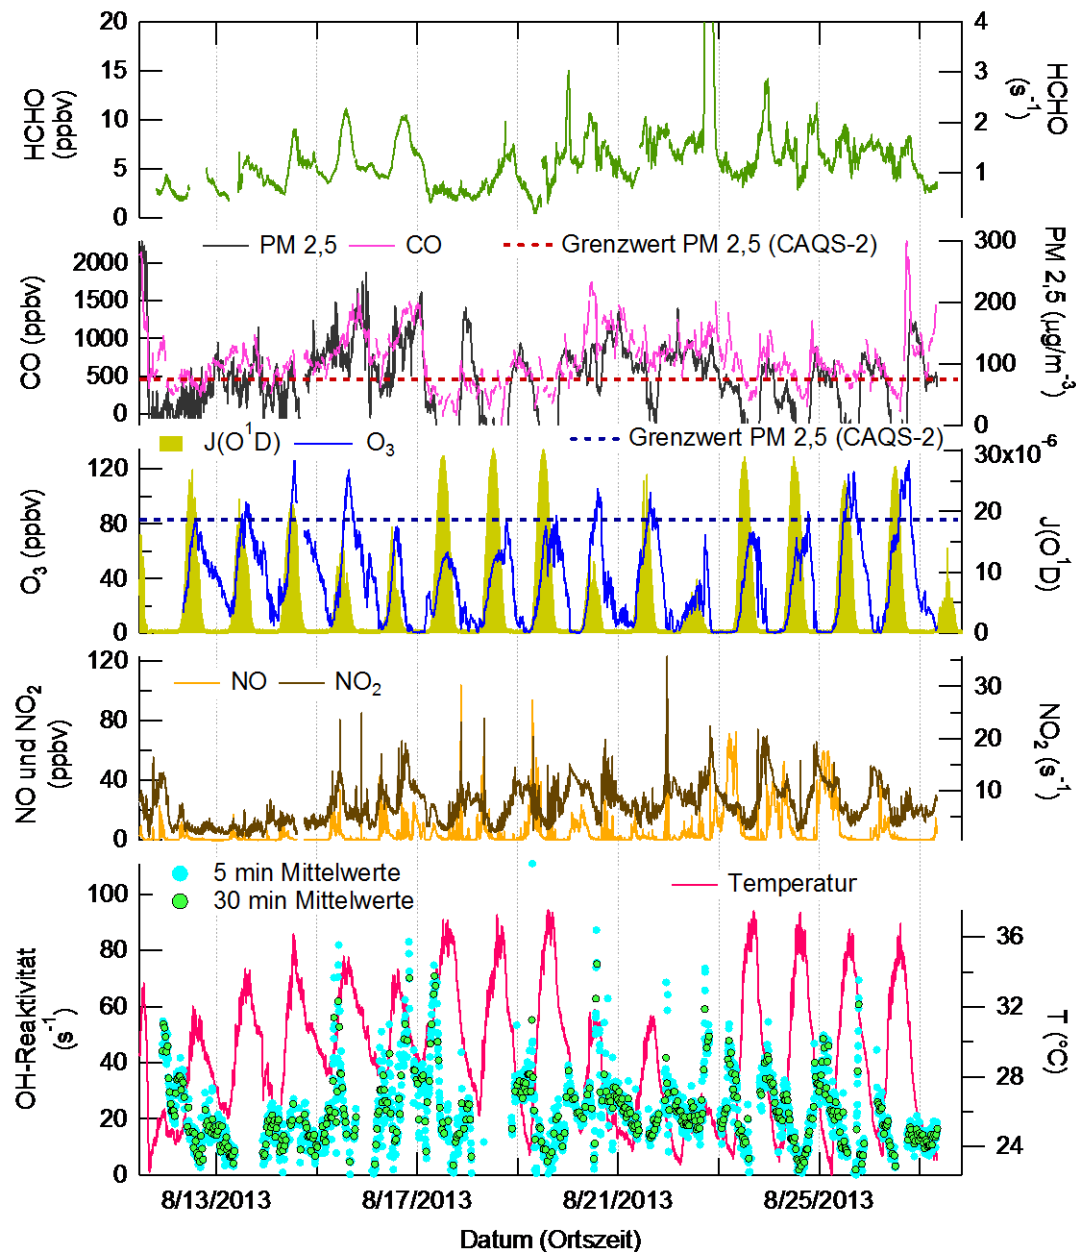 20
15
10
5
0
HCHO
(ppbv)
4
3
2
1
HCHO
(s⁻¹)
PM 2,5
CO
Grenzwert PM 2,5 (CAQS-2)
2000
1500
1000
500
0
CO (ppbv)
300
200
100
0
PM 2,5 (µg/m⁻³)
J(O¹D)
O₃
Grenzwert PM 2,5 (CAQS-2)
120
80
40
0
O₃ (ppbv)
30x10⁻⁶
20
10
0
J(O¹D)
NO
NO₂
120
80
40
0
NO und NO₂
(ppbv)
30
20
10
NO₂ (s⁻¹)
5 min Mittelwerte
30 min Mittelwerte
Temperatur
100
80
60
40
20
0
OH-Reaktivität
(s⁻¹)
36
32
28
24
T (°C)
8/13/2013
8/17/2013
8/21/2013
8/25/2013
Datum (Ortszeit)